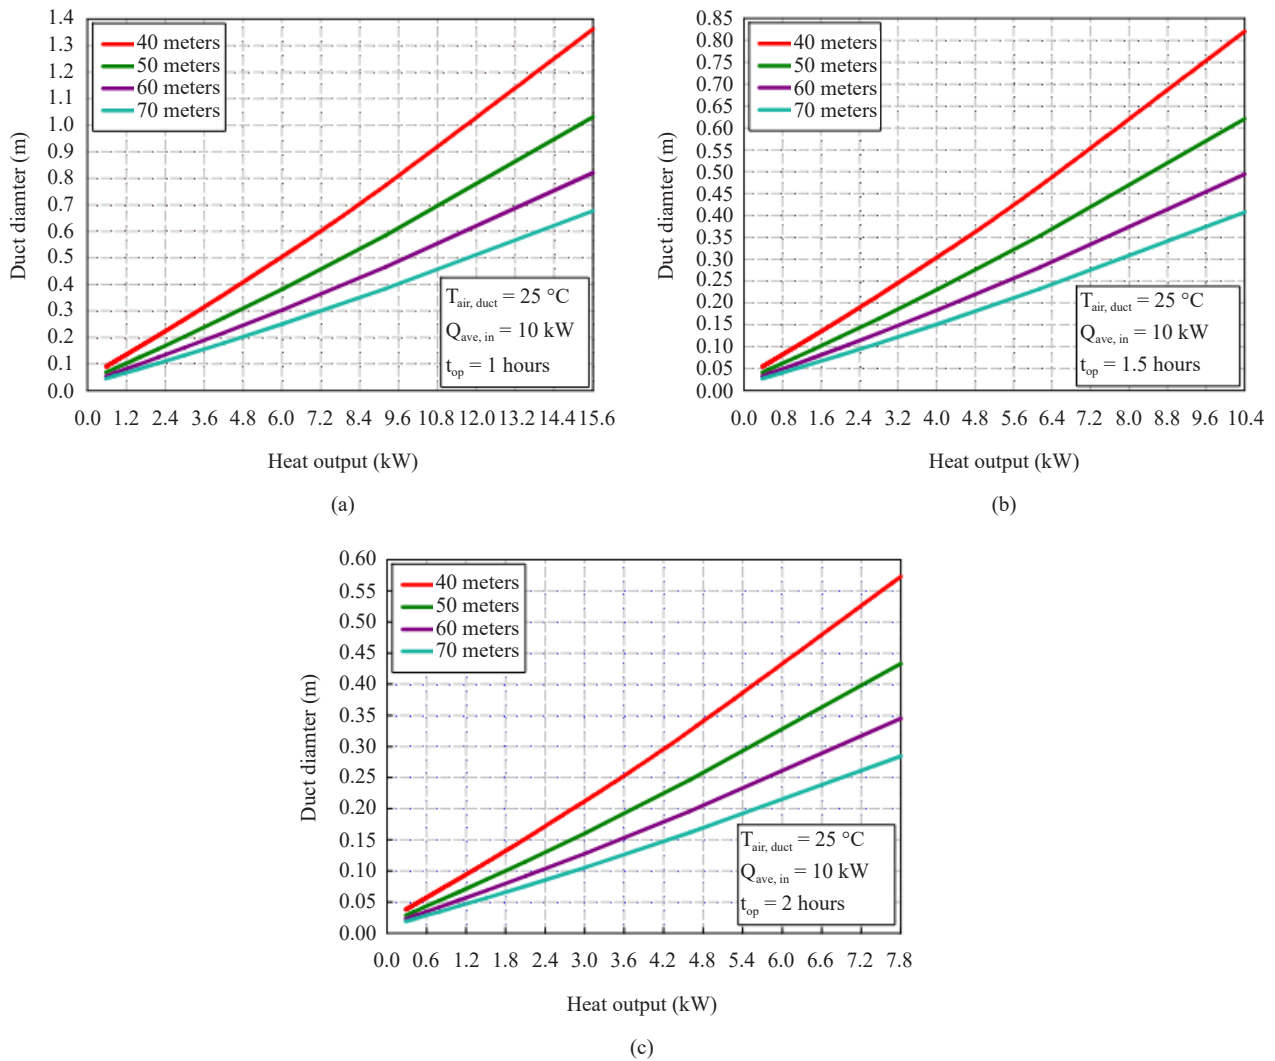 1.4
1.3
1.2
1.1
1.0
0.9
0.8
0.7
0.6
0.5
0.4
0.3
0.2
0.1
0.0
Duct diamter (m)
40 meters
50 meters
60 meters
70 meters
T air, duct = 25 °C
Q ave, in = 10 kW
t op = 1 hours
0.0 1.2 2.4 3.6 4.8 6.0 7.2 8.4 9.6 10.8 12.0 13.2 14.4 15.6
Heat output (kW)
(a)
0.85
0.80
0.75
0.70
0.65
0.60
0.55
0.50
0.45
0.40
0.35
0.30
0.25
0.20
0.15
0.10
0.05
0.00
Duct diamter (m)
40 meters
50 meters
60 meters
70 meters
T air, duct = 25 °C
Q ave, in = 10 kW
t op = 1.5 hours
0.0 0.8 1.6 2.4 3.2 4.0 4.8 5.6 6.4 7.2 8.0 8.8 9.6 10.4
Heat output (kW)
(b)
0.60
0.55
0.50
0.45
0.40
0.35
0.30
0.25
0.20
0.15
0.10
0.05
0.00
Duct diamter (m)
40 meters
50 meters
60 meters
70 meters
T air, duct = 25 °C
Q ave, in = 10 kW
t op = 2 hours
0.0 0.6 1.2 1.8 2.4 3.0 3.6 4.2 4.8 5.4 6.0 6.6 7.2 7.8
Heat output (kW)
(c)